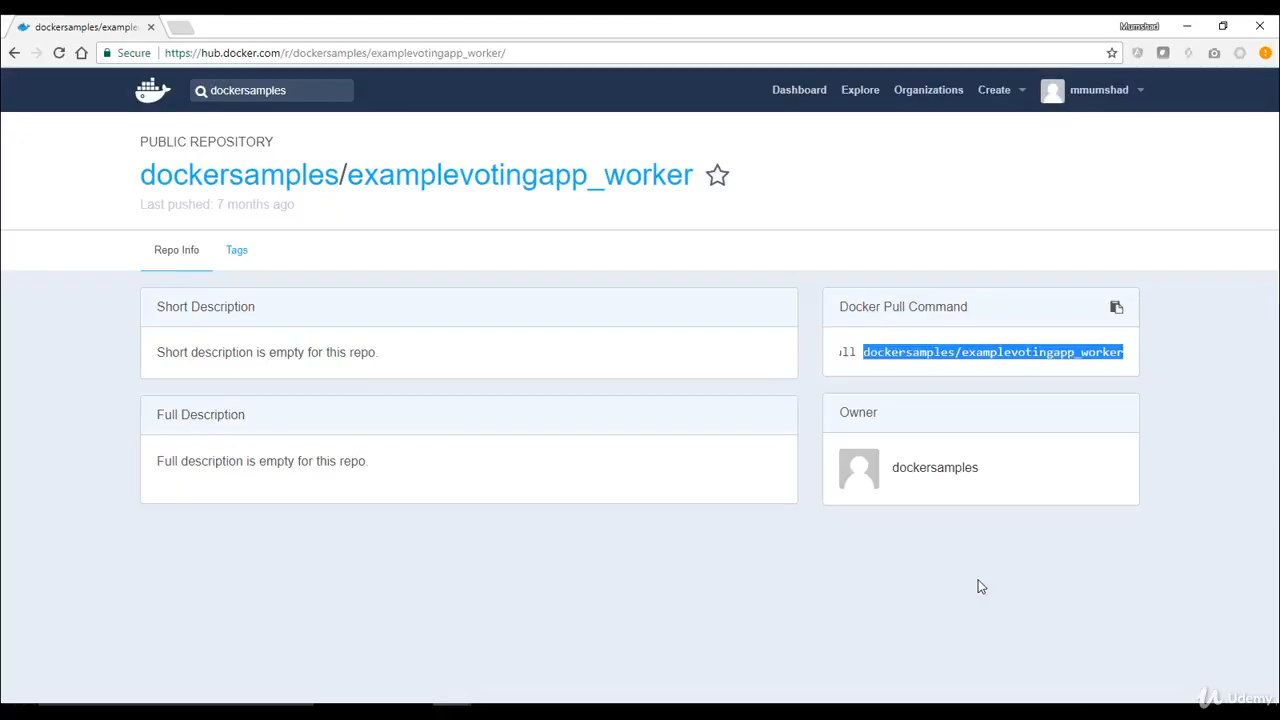 dockersamples/example
Mumshad
Secure
https://hub.docker.com/r/dockersamples/examplevotingapp_worker/
dockersamples
Dashboard
Explore
Organizations
Create
mmumshad
PUBLIC REPOSITORY
dockersamples/examplevotingapp_worker
Last pushed: 7 months ago
Repo Info
Tags
Short Description
Short description is empty for this repo.
Docker Pull Command
ull dockersamples/examplevotingapp_worker
Full Description
Full description is empty for this repo.
Owner
dockersamples
Udemy